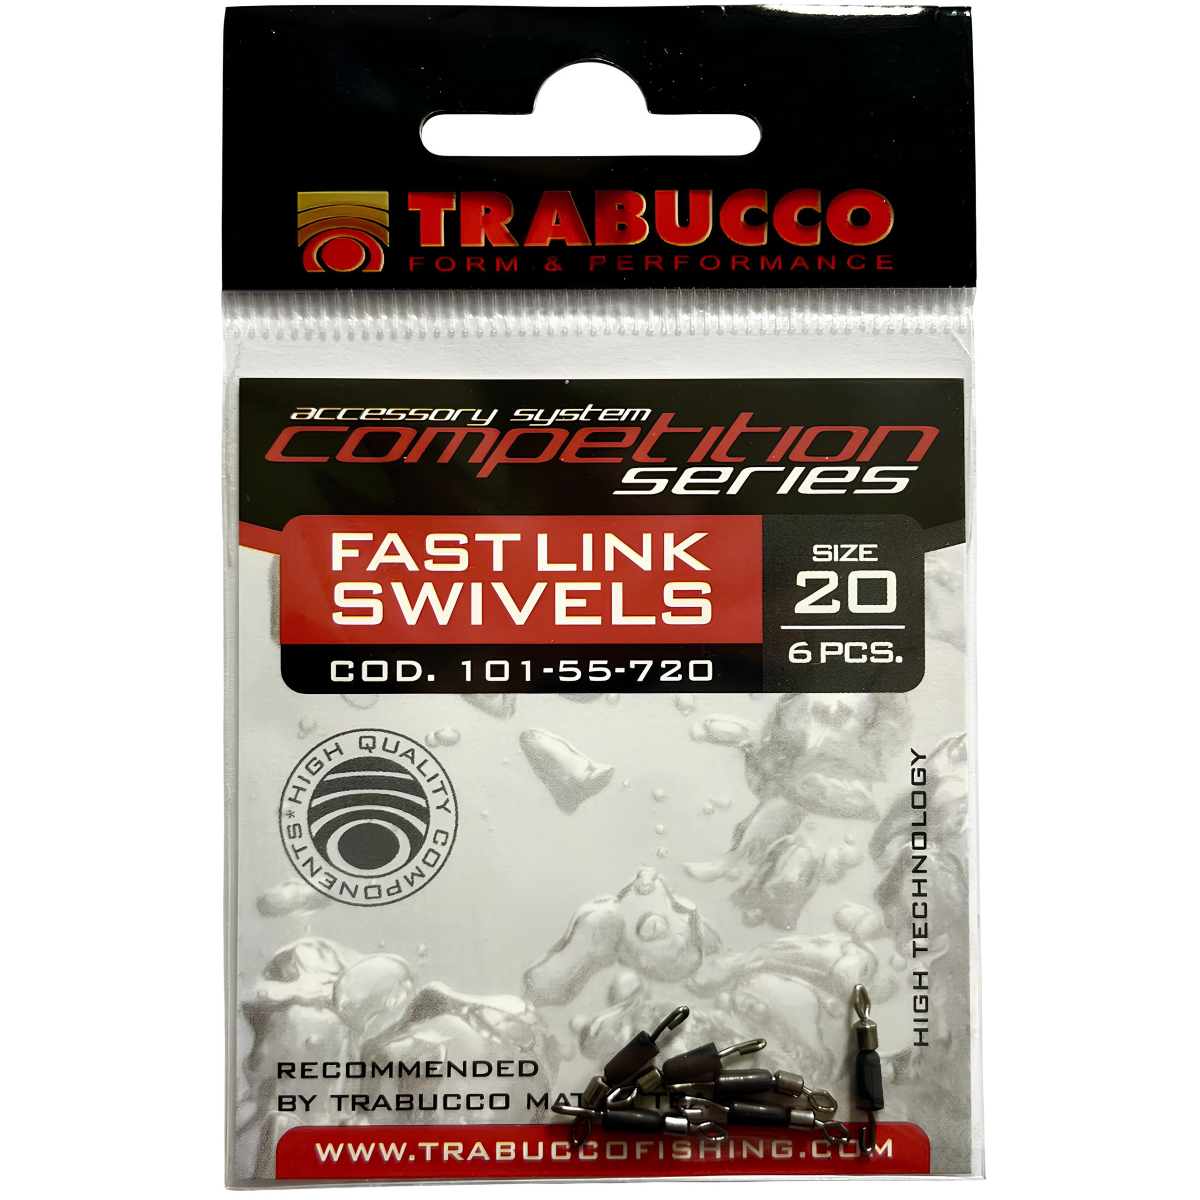 TRABUCCO
FORM & PERFORMANCE
accessory system
competition
series
FAST LINK
SWIVELS
COD. 101-55-720
SIZE
20
6 PCS.
*HIGH QUALITY COMPONENTS
HIGH TECHNOLOGY
RECOMMENDED
BY TRABUCCO
WWW.TRABUCCOFISHING.COM